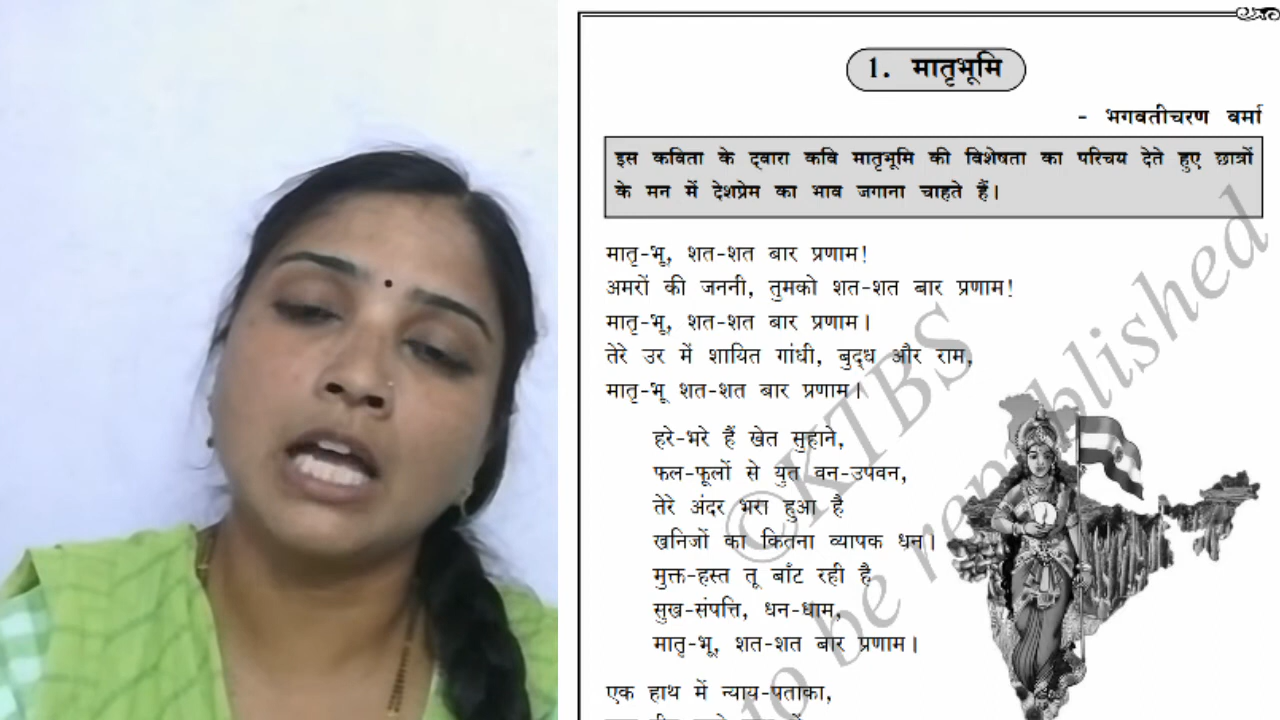 1. मातृभूमि
- भगवतीचरण वर्मा
इस कविता के द्वारा कवि मातृभूमि की विशेषता का परिचय देते हुए छात्रों
के मन में देशप्रेम का भाव जगाना चाहते हैं।
मातृ-भू, शत-शत बार प्रणाम!
अमरों की जननी, तुमको शत-शत बार प्रणाम!
मातृ-भू, शत-शत बार प्रणाम।
तेरे उर में शायित गांधी, बुद्ध और राम,
मातृ-भू शत-शत बार प्रणाम।
हरे-भरे हैं खेत सुहाने,
फल-फूलों से युत वन-उपवन,
तेरे अंदर भरा हुआ है
खनिजों का कितना व्यापक धन।
मुक्त-हस्त तू बाँट रही है
सुख-संपत्ति, धन-धाम,
मातृ-भू, शत-शत बार प्रणाम।
एक हाथ में न्याय-पताका,
©KTBS
to be republished